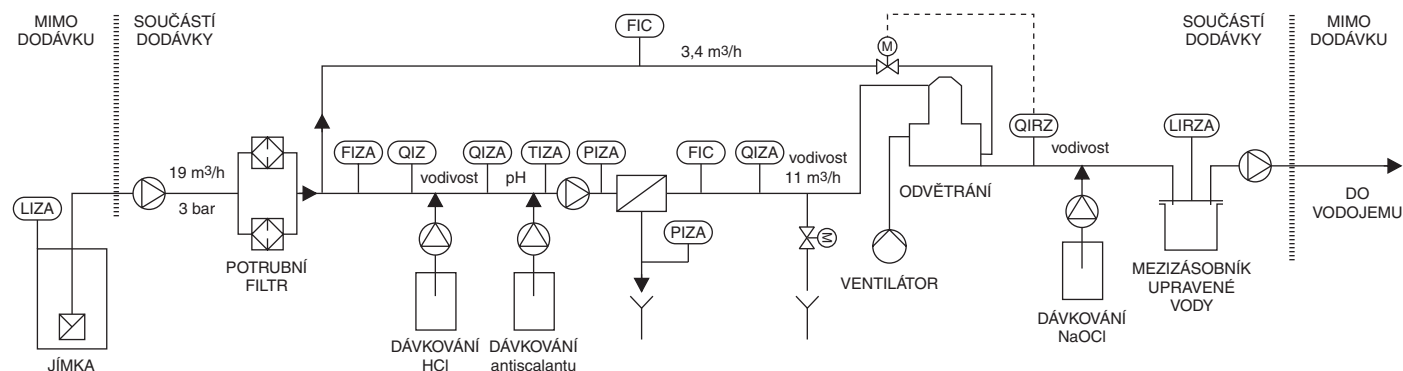 MIMO
DODÁVKU
SOUČÁSTÍ
DODÁVKY
FIC
3,4 m³/h
M
SOUČÁSTÍ
DODÁVKY
MIMO
DODÁVKU
LIZA
19 m³/h
3 bar
FIZA
QIZ
vodivost
QIZA
pH
TIZA
PIZA
FIC
QIZA
vodivost
11 m³/h
QIRZ
vodivost
LIRZA
ODVĚTRÁNÍ
DO
VODOJEMU
PIZA
M
POTRUBNÍ
FILTR
VENTILÁTOR
MEZIZÁSOBNÍK
UPRAVENÉ
VODY
DÁVKOVÁNÍ
NaOCl
JÍMKA
DÁVKOVÁNÍ
HCl
DÁVKOVÁNÍ
antiscalantu